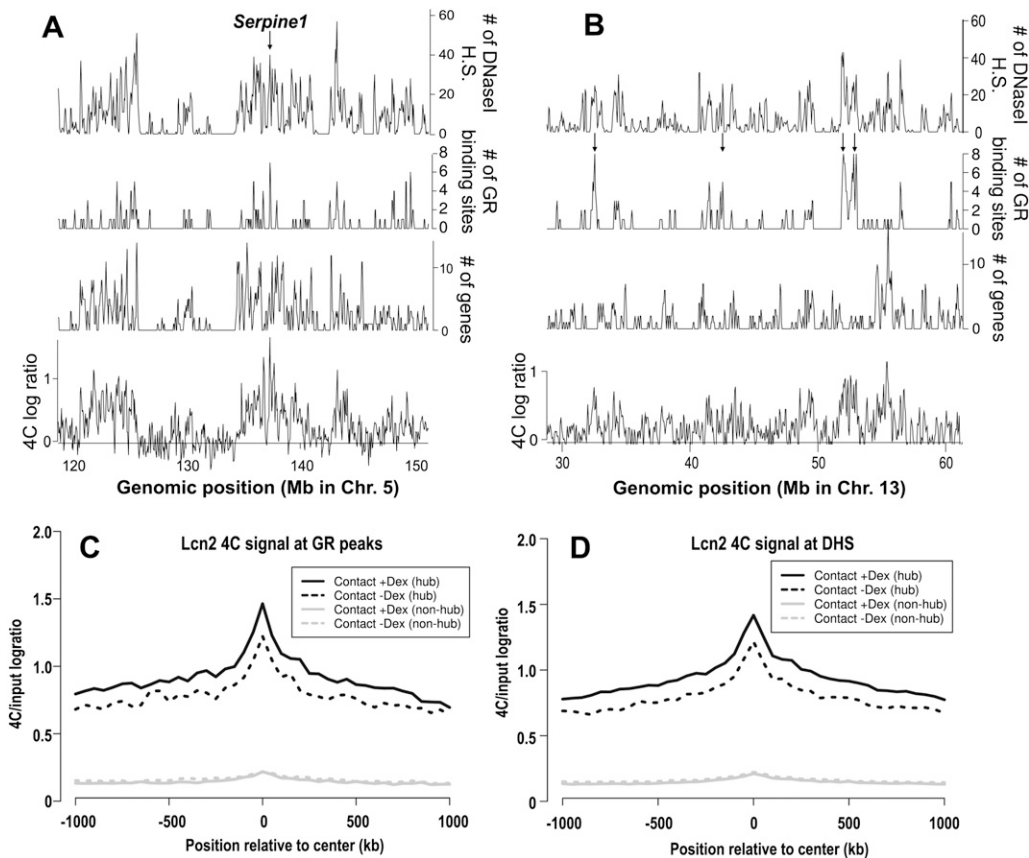 A
Serpine1
# of DNaseI
H.S.
60
40
20
0
# of GR
binding sites
8
6
4
2
0
# of genes
10
0
4C log ratio
1
0
120
130
140
150
Genomic position (Mb in Chr. 5)
B
# of DNaseI
H.S.
60
40
20
0
# of GR
binding sites
8
6
4
2
0
# of genes
10
0
4C log ratio
1
0
30
40
50
60
Genomic position (Mb in Chr. 13)
C
Lcn2 4C signal at GR peaks
Contact +Dex (hub)
Contact -Dex (hub)
Contact +Dex (non-hub)
Contact -Dex (non-hub)
4C/input logratio
2.0
1.5
1.0
0.5
0
-1000
-500
0
500
1000
Position relative to center (kb)
D
Lcn2 4C signal at DHS
Contact +Dex (hub)
Contact -Dex (hub)
Contact +Dex (non-hub)
Contact -Dex (non-hub)
4C/input logratio
2.0
1.5
1.0
0.5
0
-1000
-500
0
500
1000
Position relative to center (kb)